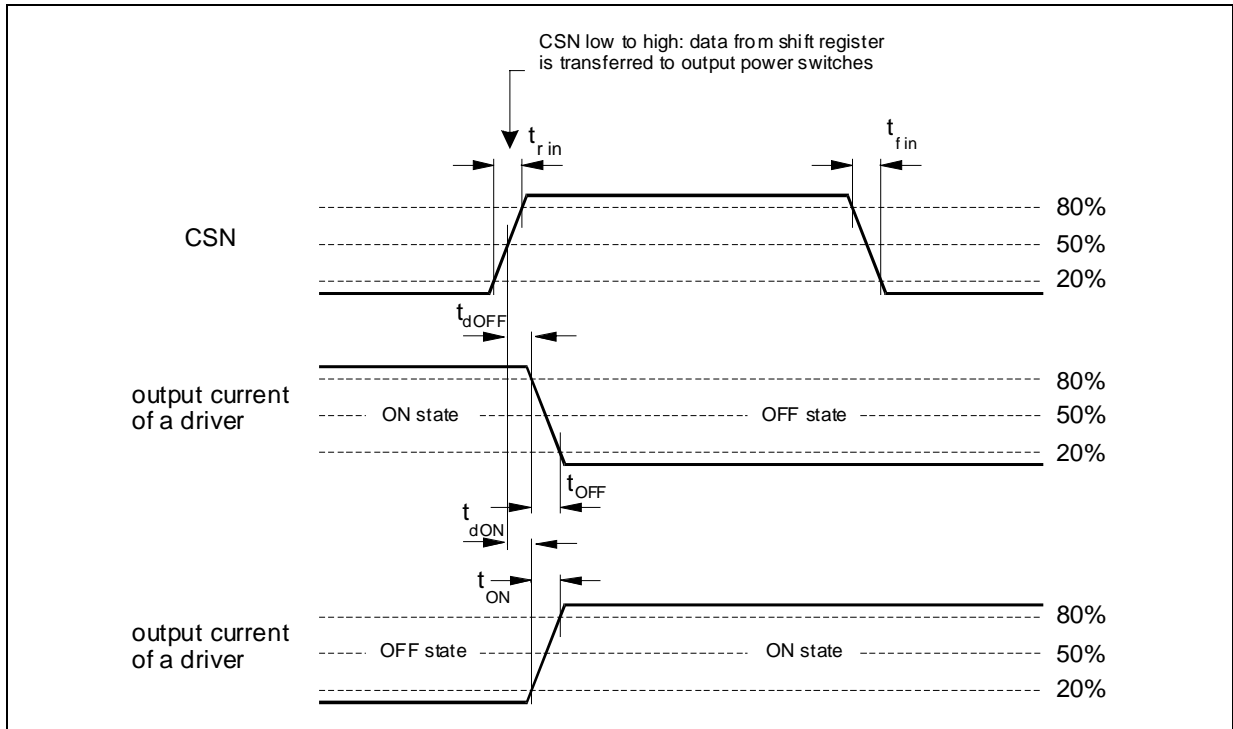 CSN low to high: data from shift register
is transferred to output power switches
t r in
t f in
CSN
80%
50%
20%
t dOFF
output current
of a driver
ON state
OFF state
80%
50%
20%
t OFF
t dON
t ON
output current
of a driver
OFF state
ON state
80%
50%
20%